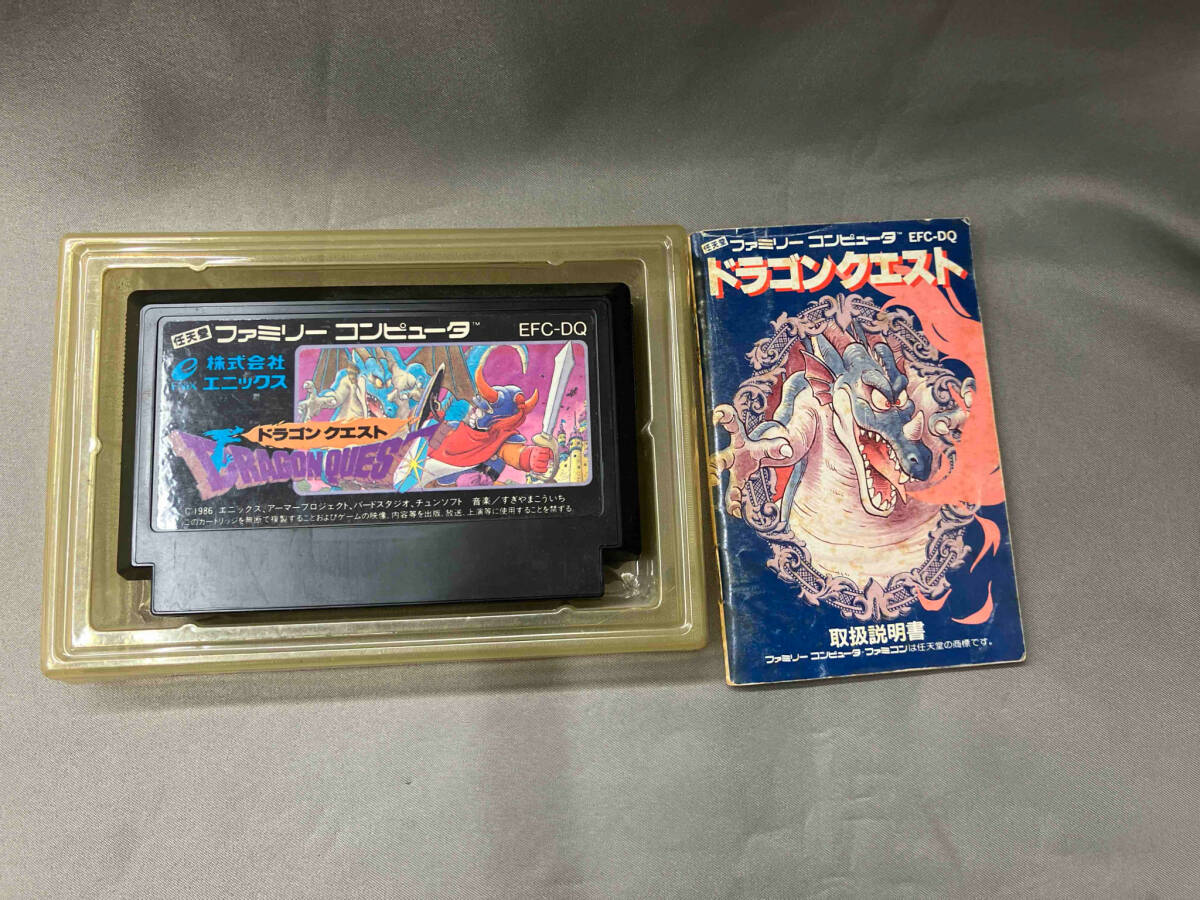 任天堂 ファミリー コンピュータ™ EFC-DQ
株式会社
エニックス
ドラゴン クエスト
DRAGON QUEST
©1986 エニックス、アーマープロジェクト、バードスタジオ、チュンソフト 音楽/すぎやまこういち
このカートリッジを無断で複製することおよびゲームの映像、内容等を出版、放送、上演等に使用することを禁ずる。
任天堂 ファミリー コンピュータ™ EFC-DQ
ドラゴンクエスト
取扱説明書
ファミリー コンピュータ・ファミコンは任天堂の商標です。